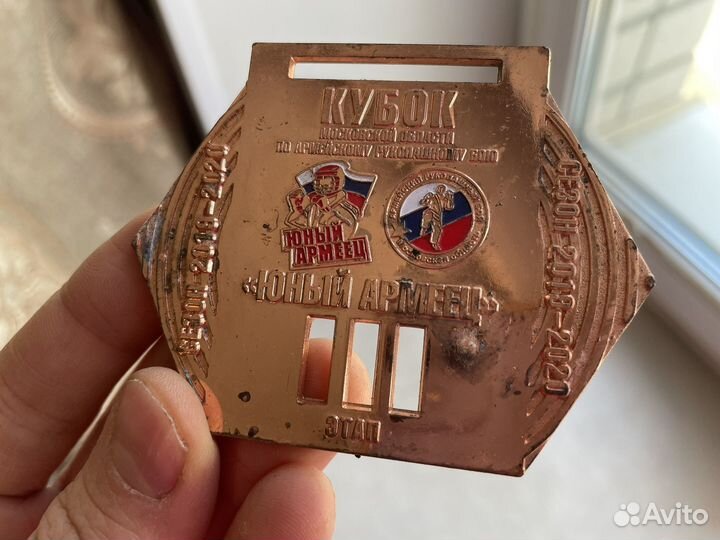 КУБОК
МОСКОВСКОЙ ОБЛАСТИ
ПО АРМЕЙСКОМУ РУКОПАШНОМУ БОЮ
СЕЗОН-2019-2020
ЮНЫЙ
АРМЕЕЦ
СЕЗОН-2019-2020
«ЮНЫЙ АРМЕЕЦ»
III
ЭТАП
Avito